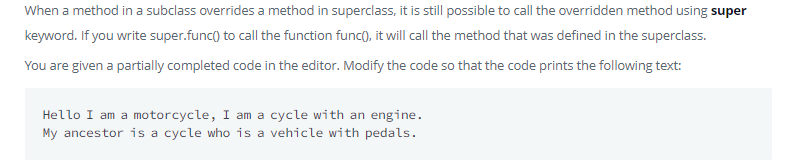 When a method in a subclass overrides a method in superclass, it is still possible to call the overridden method using super
keyword. If you write super.func() to call the function func(), it will call the method that was defined in the superclass.
You are given a partially completed code in the editor. Modify the code so that the code prints the following text:
Hello I am a motorcycle, I am a cycle with an engine.
My ancestor is a cycle who is a vehicle with pedals.